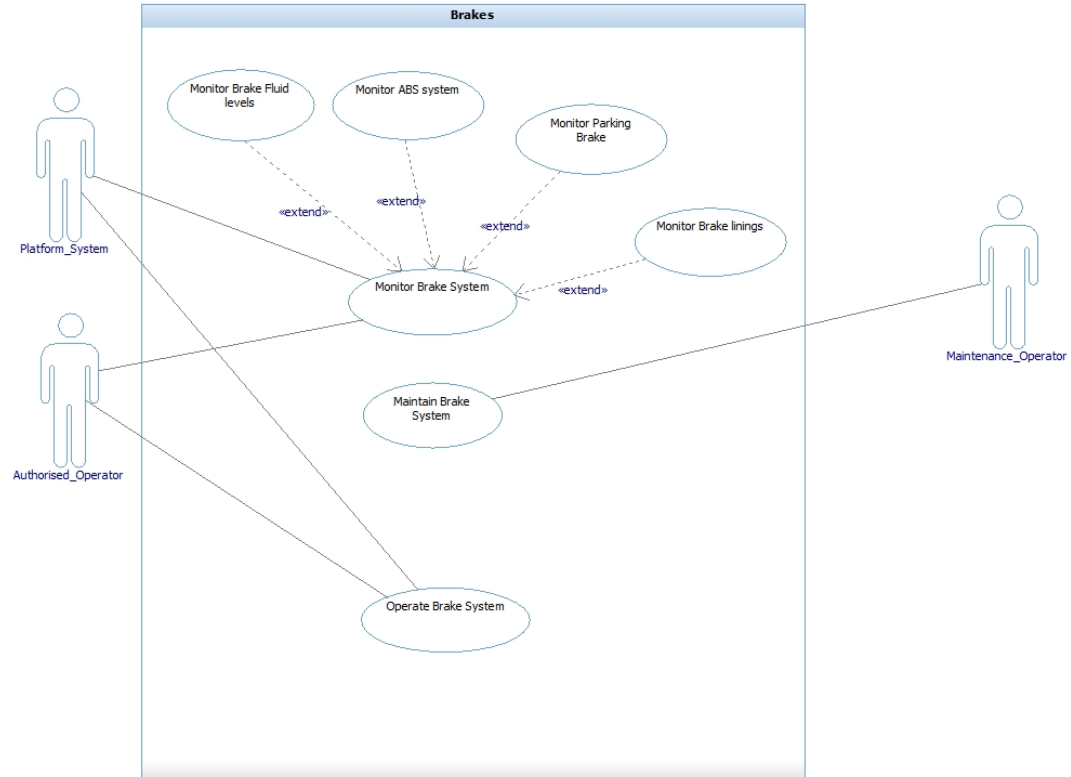 Brakes
Monitor Brake Fluid
levels
Monitor ABS system
Monitor Parking
Brake
Monitor Brake linings
«extend»
«extend»
«extend»
«extend»
Platform_System
Monitor Brake System
Maintenance_Operator
Maintain Brake
System
Authorised_Operator
Operate Brake System